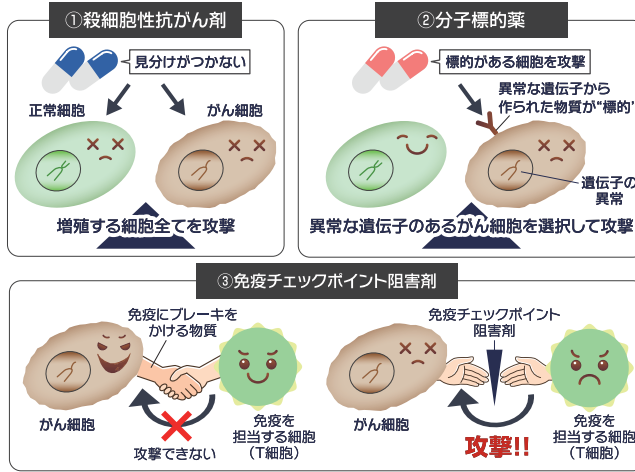 ①殺細胞性抗がん剤
見分けがつかない
正常細胞
がん細胞
増殖する細胞全てを攻撃
②分子標的薬
標的がある細胞を攻撃
異常な遺伝子から
作られた物質が“標的”
遺伝子の
異常
異常な遺伝子のあるがん細胞を選択して攻撃
③免疫チェックポイント阻害剤
免疫にブレーキを
かける物質
がん細胞
攻撃できない
免疫を
担当する細胞
（T細胞）
免疫チェックポイント
阻害剤
がん細胞
攻撃!!
免疫を
担当する細胞
（T細胞）